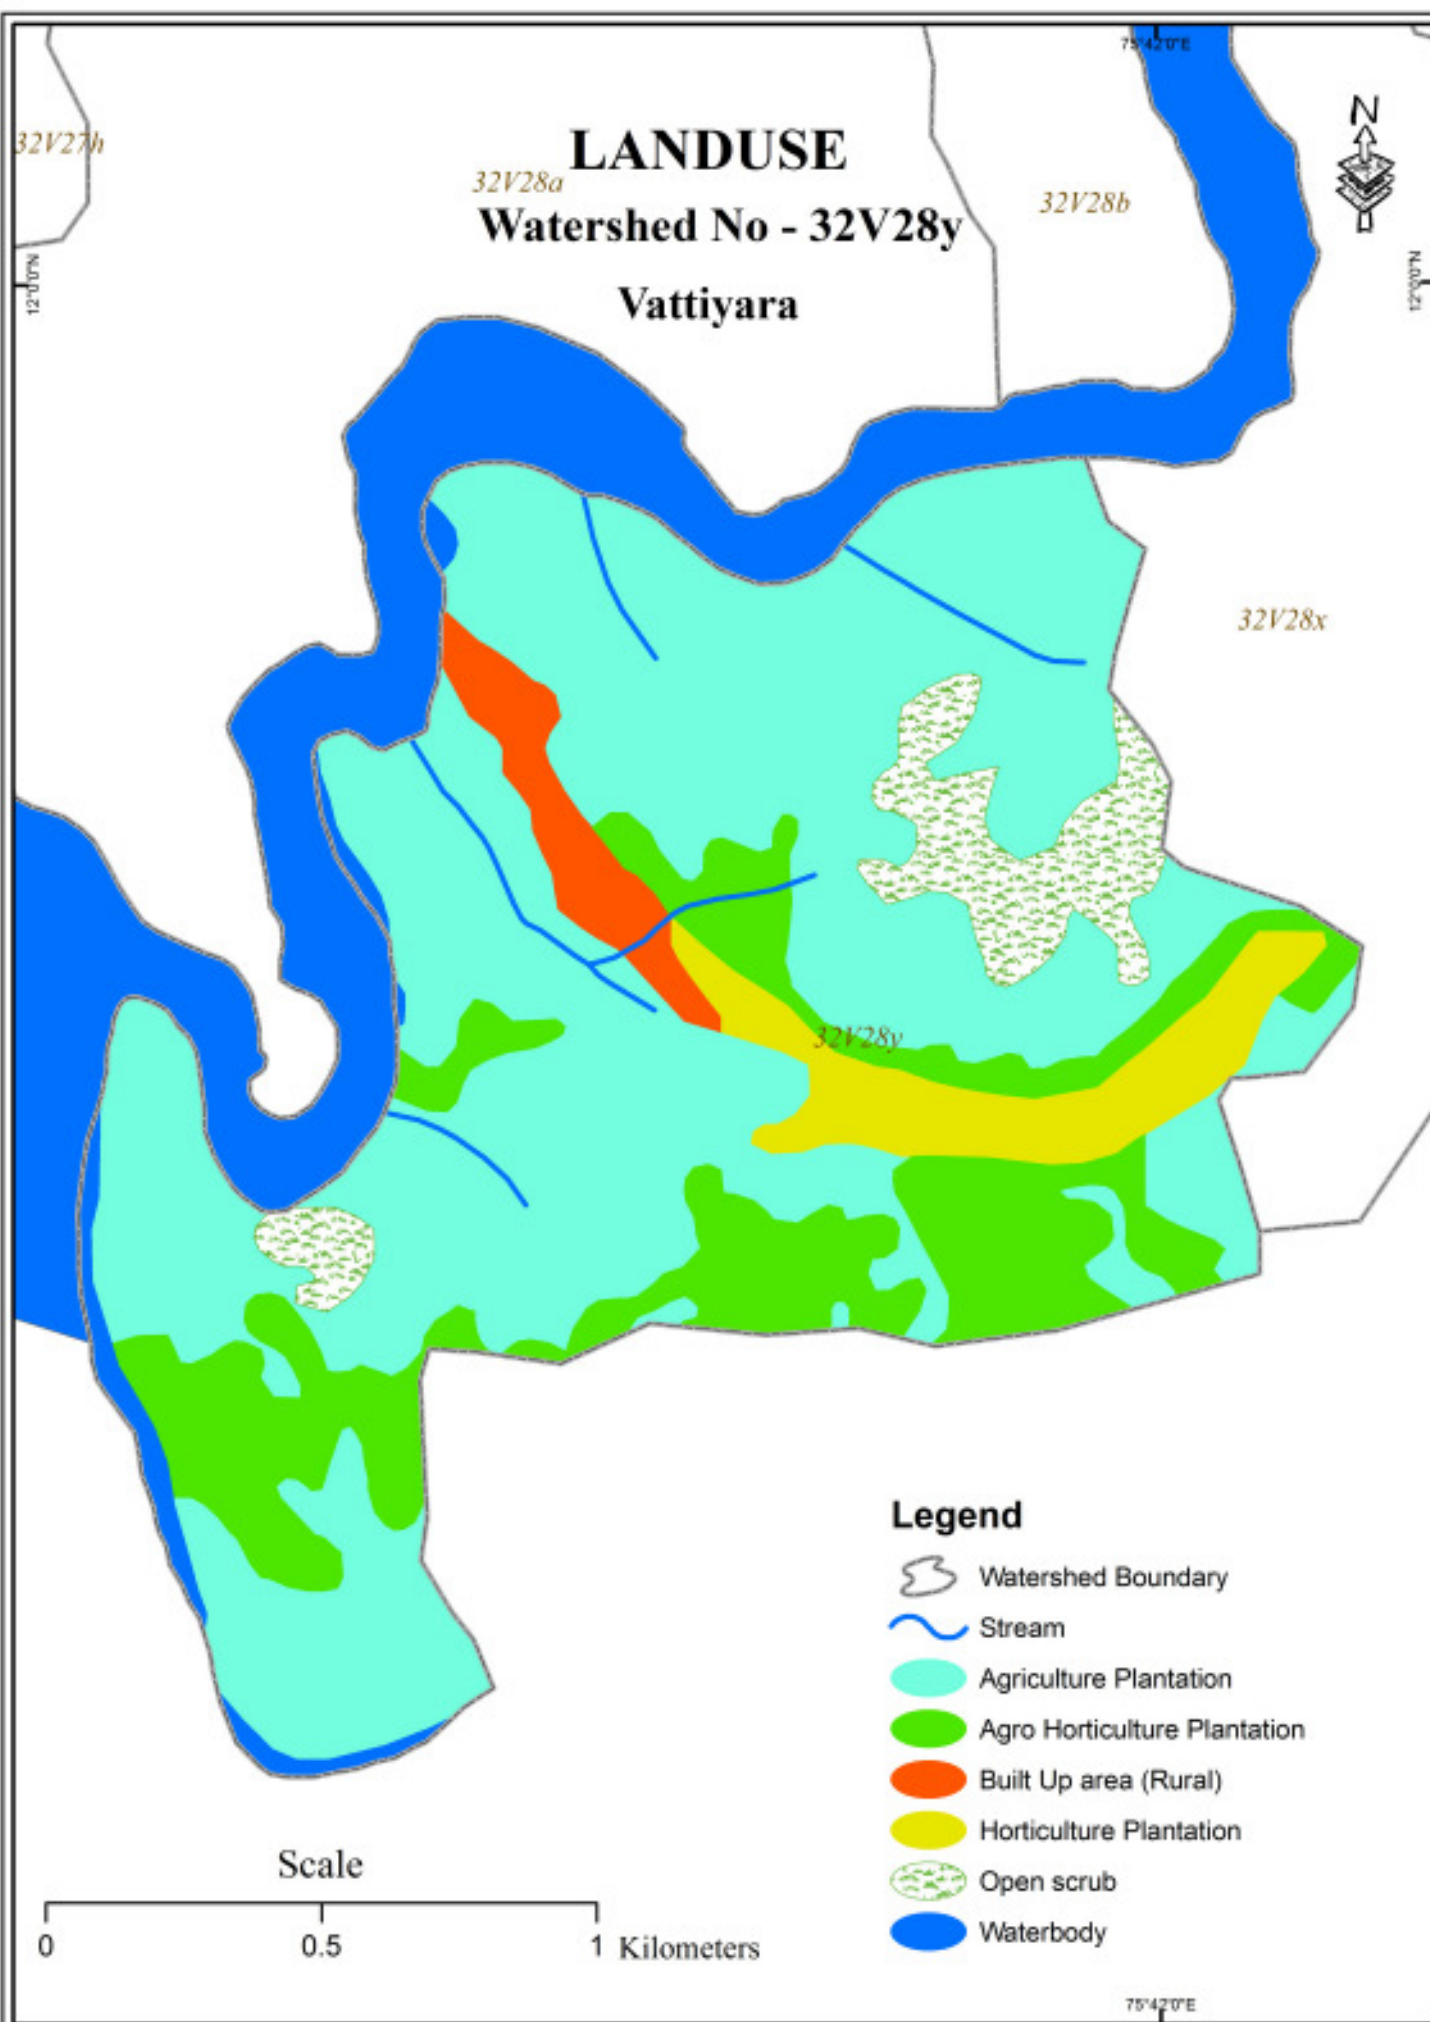 75°42'0"E
N
32V27h
LANDUSE
32V28a
32V28b
Watershed No - 32V28y
12°0'0"N
12°0'0"N
Vattiyara
32V28x
32V28y
Legend
Watershed Boundary
Stream
Agriculture Plantation
Agro Horticulture Plantation
Built Up area (Rural)
Horticulture Plantation
Open scrub
Waterbody
Scale
0 0.5 1 Kilometers
75°42'0"E